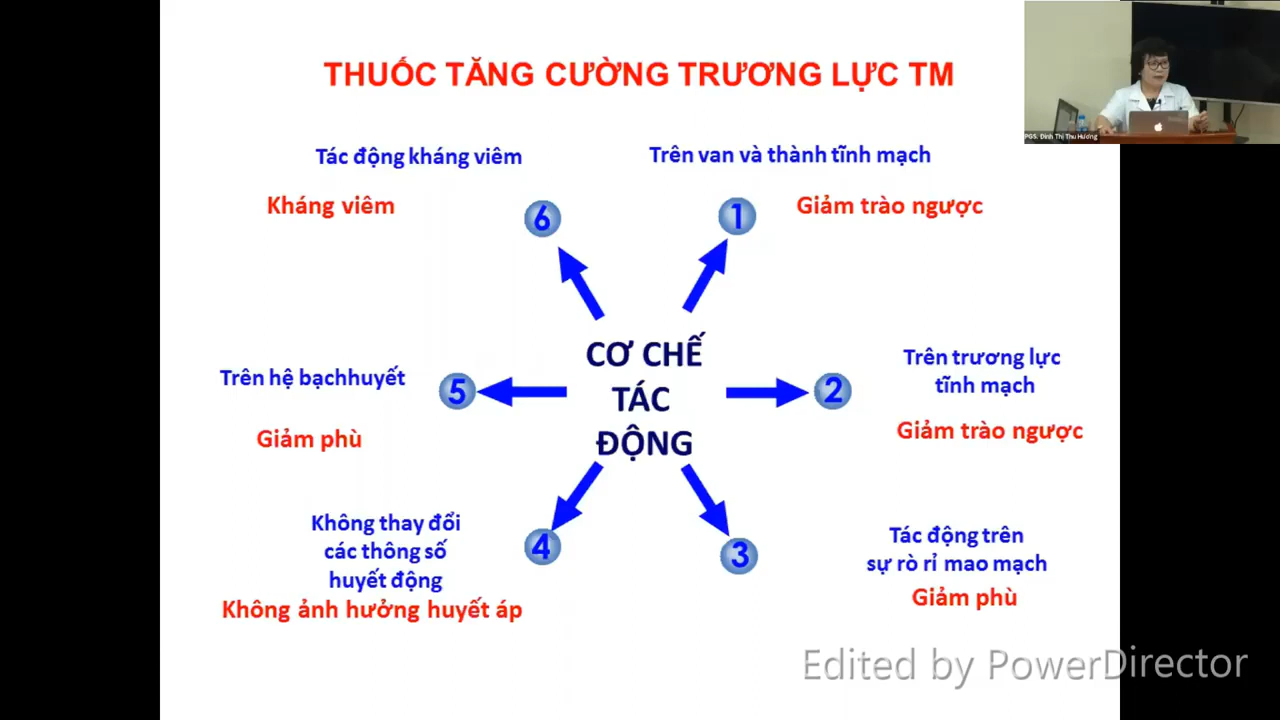 THUỐC TĂNG CƯỜNG TRƯƠNG LỰC TM
PGS. Đinh Thị Thu Hương
Tác động kháng viêm
Kháng viêm
6
Trên van và thành tĩnh mạch
1
Giảm trào ngược
CƠ CHẾ
TÁC
ĐỘNG
Trên hệ bạchhuyết
5
Giảm phù
2
Trên trương lực
tĩnh mạch
Giảm trào ngược
Không thay đổi
các thông số
huyết động
4
Không ảnh hưởng huyết áp
3
Tác động trên
sự rò rỉ mao mạch
Giảm phù
Edited by PowerDirector